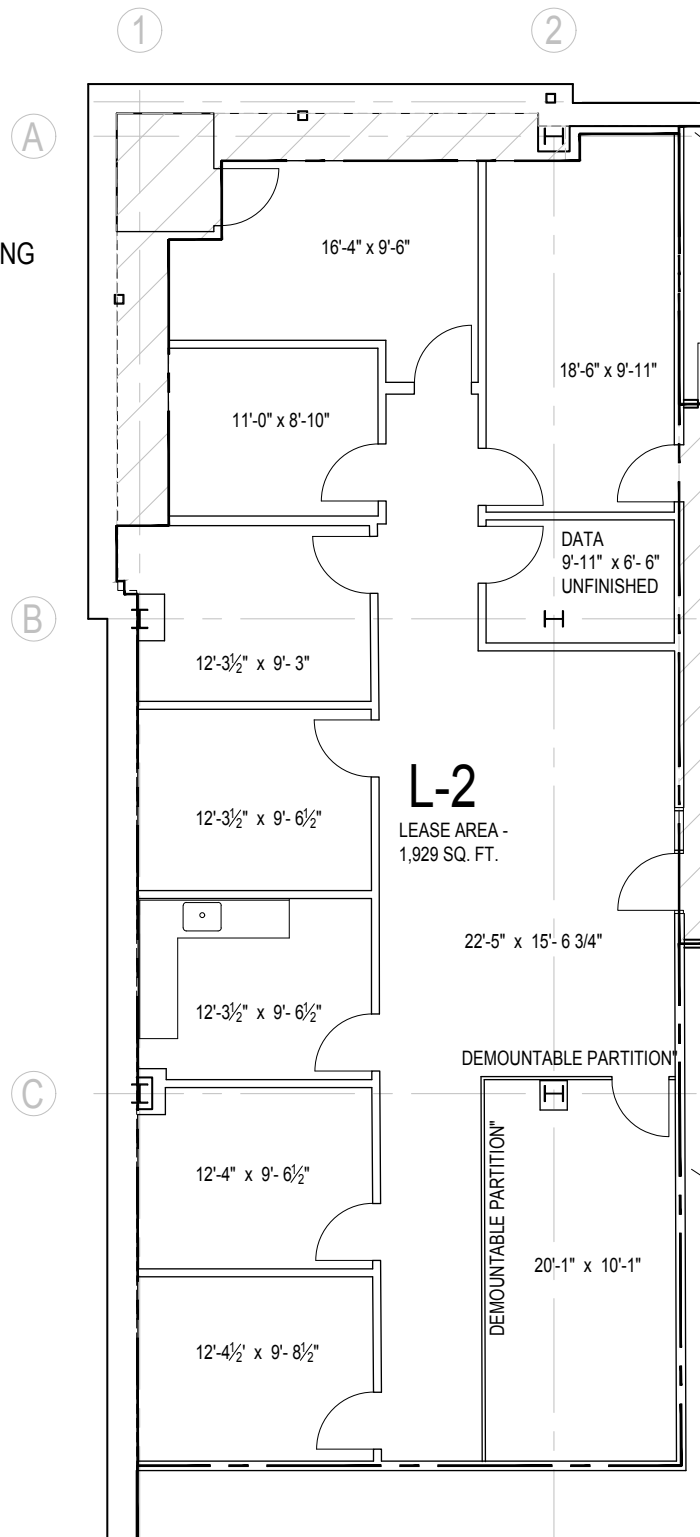 1
2
A
NG
16'-4" x 9'-6"
18'-6" x 9'-11"
11'-0" x 8'-10"
DATA
9'-11" x 6'- 6"
UNFINISHED
B
12'-3½" x 9'- 3"
L-2
LEASE AREA -
1,929 SQ. FT.
12'-3½" x 9'- 6½"
22'-5" x 15'- 6 3/4"
12'-3½" x 9'- 6½"
DEMOUNTABLE PARTITION"
C
DEMOUNTABLE PARTITION"
12'-4" x 9'- 6½"
20'-1" x 10'-1"
12'-4½' x 9'- 8½"